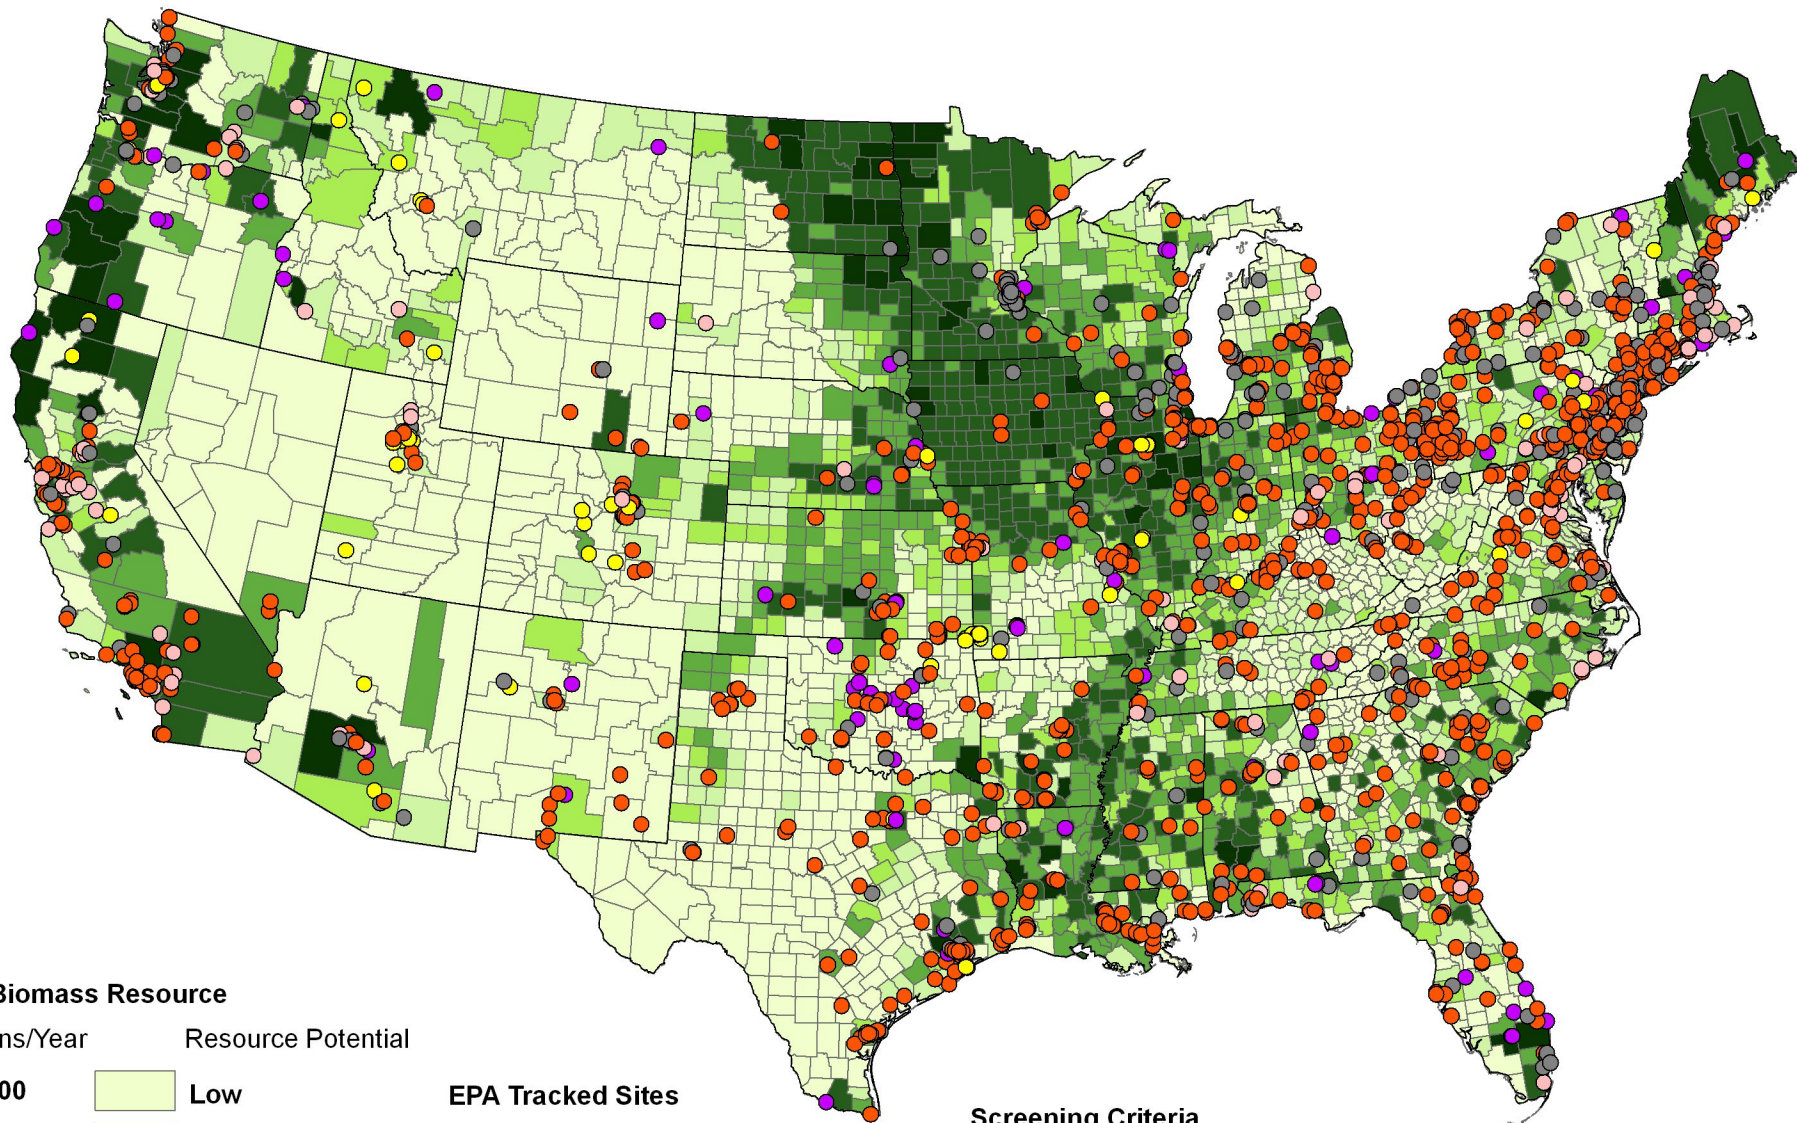 Biomass Resource
ns/Year Resource Potential
00 Low
EPA Tracked Sites
Screening Criteria